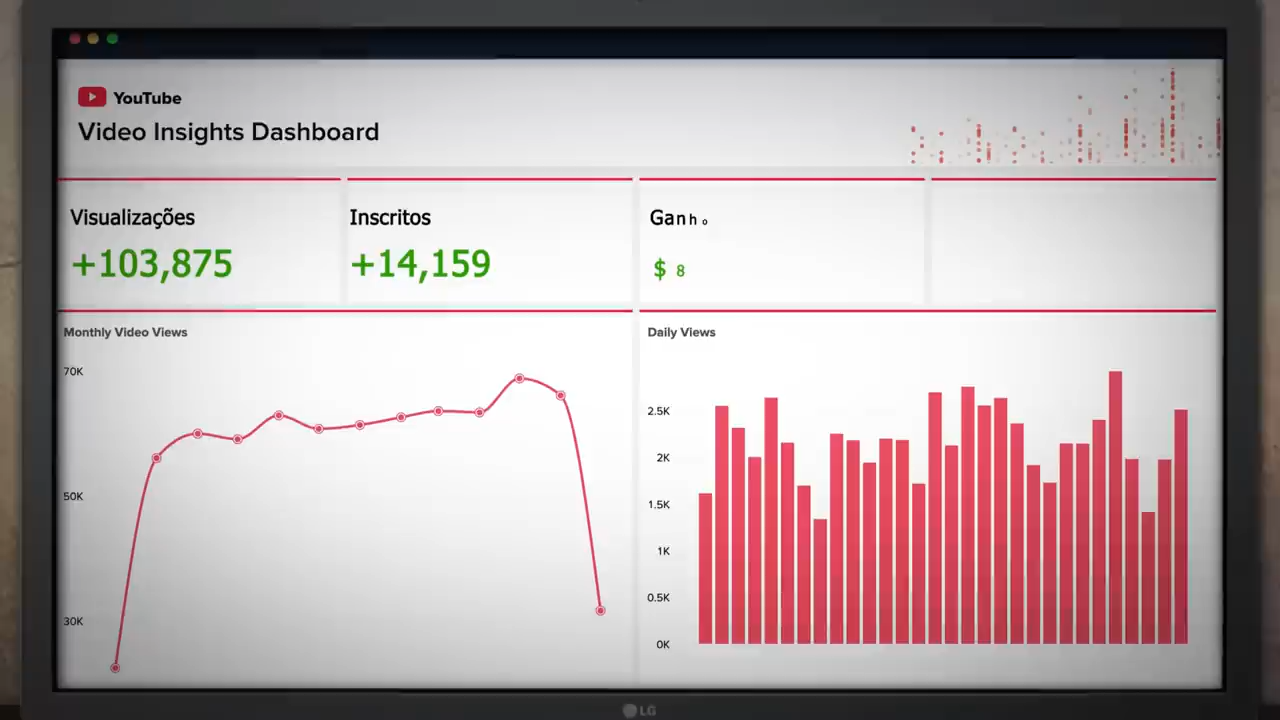 YouTube
Video Insights Dashboard
Visualizações
+103,875
Inscritos
+14,159
Ganho
$ 8
Monthly Video Views
70K
50K
30K
Daily Views
2.5K
2K
1.5K
1K
0.5K
0K
LG